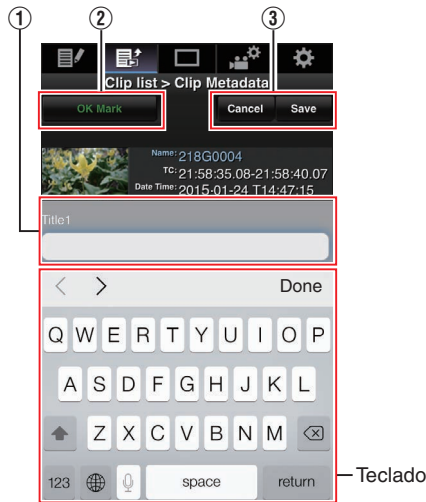 ① ② ③
Clip list > Clip Metadata
OK Mark Cancel Save
Name: 218G0004
TC: 21:58:35.08-21:58:40.07
Date Time: 2015-01-24 T14:47:15
Title1
Done
Q W E R T Y U I O P
A S D F G H J K L
Z X C V B N M
123 space return
Teclado